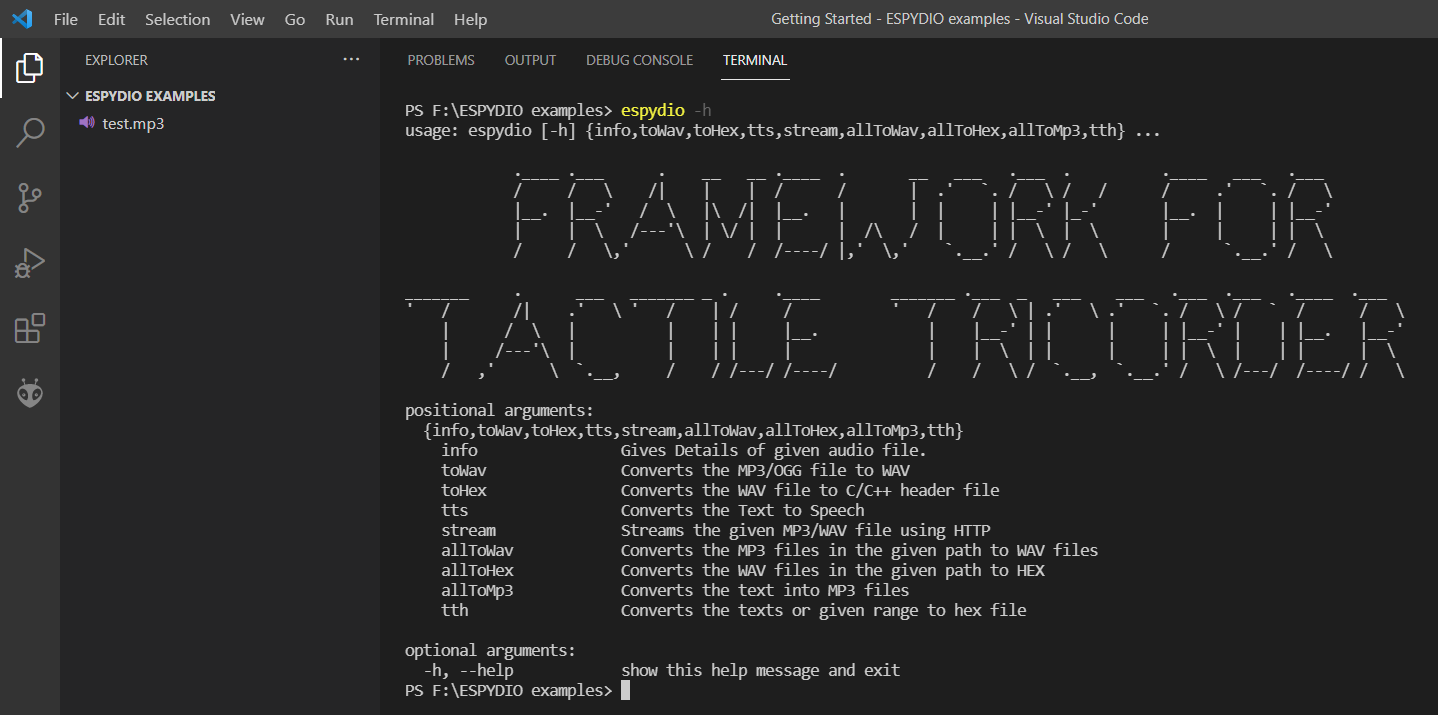 File Edit Selection View Go Run Terminal Help
Getting Started - ESPYDIO examples - Visual Studio Code
EXPLORER ...
ESPYDIO EXAMPLES
test.mp3
PROBLEMS OUTPUT DEBUG CONSOLE TERMINAL
PS F:\ESPYDIO examples> espydio -h
usage: espydio [-h] {info,toWav,toHex,tts,stream,allToWav,allToHex,allToMp3,tth} ...
FRAMEWORK FOR
TACTILE TRICORDER
positional arguments:
{info,toWav,toHex,tts,stream,allToWav,allToHex,allToMp3,tth}
info Gives Details of given audio file.
toWav Converts the MP3/OGG file to WAV
toHex Converts the WAV file to C/C++ header file
tts Converts the Text to Speech
stream Streams the given MP3/WAV file using HTTP
allToWav Converts the MP3 files in the given path to WAV files
allToHex Converts the WAV files in the given path to HEX
allToMp3 Converts the text into MP3 files
tth Converts the texts or given range to hex file
optional arguments:
-h, --help show this help message and exit
PS F:\ESPYDIO examples>